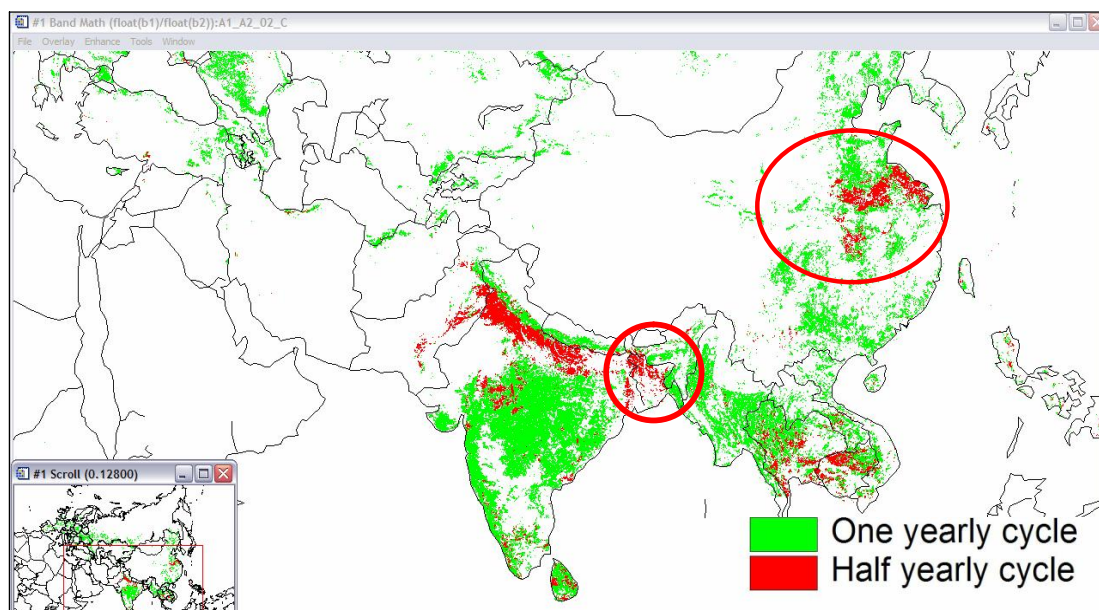 #1 Band Math (float(b1)/float(b2)):A1_A2_02_C
File Overlay Enhance Tools Window
#1 Scroll (0.12800)
One yearly cycle
Half yearly cycle